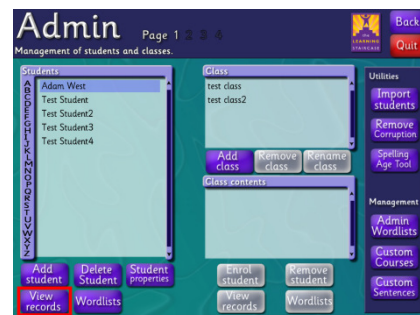 Admin
Page 1 2 3 4
Back
Management of students and classes.
THE LEARNING STAIRCASE
Quit
Students
Class
Utilities
A
B
C
D
E
F
G
H
I
J
K
L
M
N
O
P
Q
R
S
T
U
V
W
X
Y
Z
Adam West
Test Student
Test Student2
Test Student3
Test Student4
test class
test class2
Import students
Remove Corruption
Spelling Age Tool
Add class
Remove class
Rename class
Class contents
Management
Admin Wordlists
Custom Courses
Custom Sentences
Add student
Delete Student
Student properties
Enrol student
Remove student
View records
Wordlists
View records
Wordlists